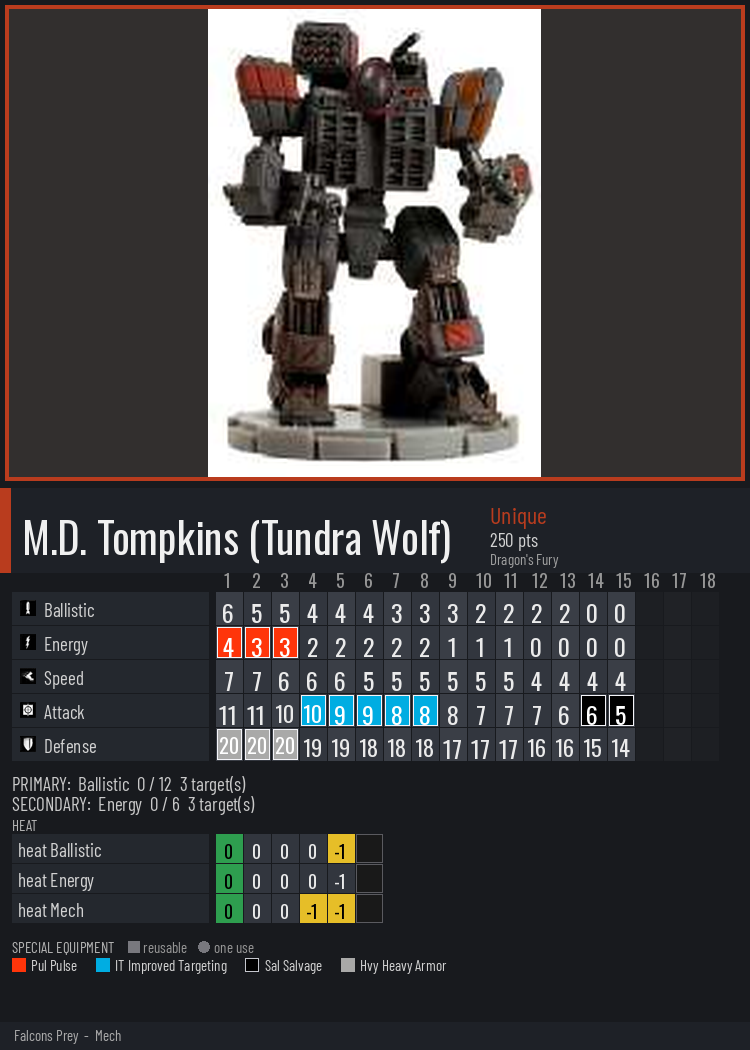 M.D. Tompkins (Tundra Wolf)
Unique
250 pts
Dragon's Fury
1 2 3 4 5 6 7 8 9 10 11 12 13 14 15 16 17 18
Ballistic 6 5 5 4 4 4 3 3 3 2 2 2 2 0 0
Energy 4 3 3 2 2 2 2 2 1 1 1 0 0 0 0
Speed 7 7 6 6 6 5 5 5 5 5 5 4 4 4 4
Attack 11 11 10 10 9 9 8 8 8 7 7 7 6 6 5
Defense 20 20 20 19 19 18 18 18 17 17 17 16 16 15 14
PRIMARY: Ballistic 0 / 12 3 target(s)
SECONDARY: Energy 0 / 6 3 target(s)
HEAT
heat Ballistic 0 0 0 0 -1
heat Energy 0 0 0 0 -1
heat Mech 0 0 0 -1 -1
SPECIAL EQUIPMENT reusable one use
Pul Pulse IT Improved Targeting Sal Salvage Hvy Heavy Armor
Falcons Prey - Mech